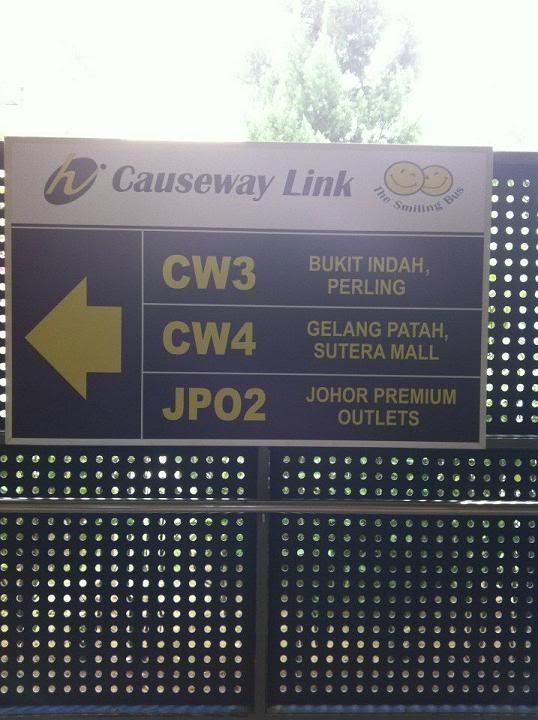 h Causeway Link
The Smiling Bus
CW3 BUKIT INDAH,
PERLING
CW4 GELANG PATAH,
SUTERA MALL
JPO2 JOHOR PREMIUM
OUTLETS